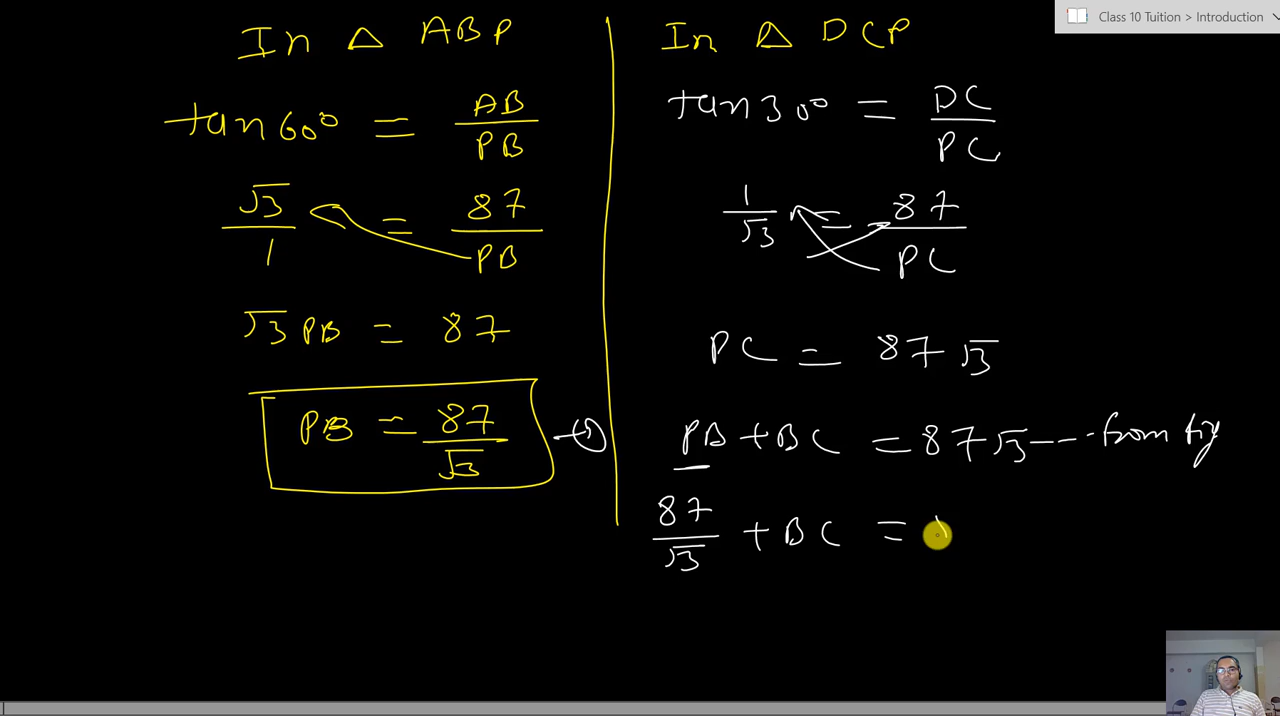 Class 10 Tuition > Introduction
In △ ABP
tan 60° = AB/PB
√3/1 = 87/PB
√3 PB = 87
PB = 87/√3 → ①
In △ DCP
tan 30° = DC/PC
1/√3 = 87/PC
PC = 87√3
PB + BC = 87√3 --- from fig
87/√3 + BC =